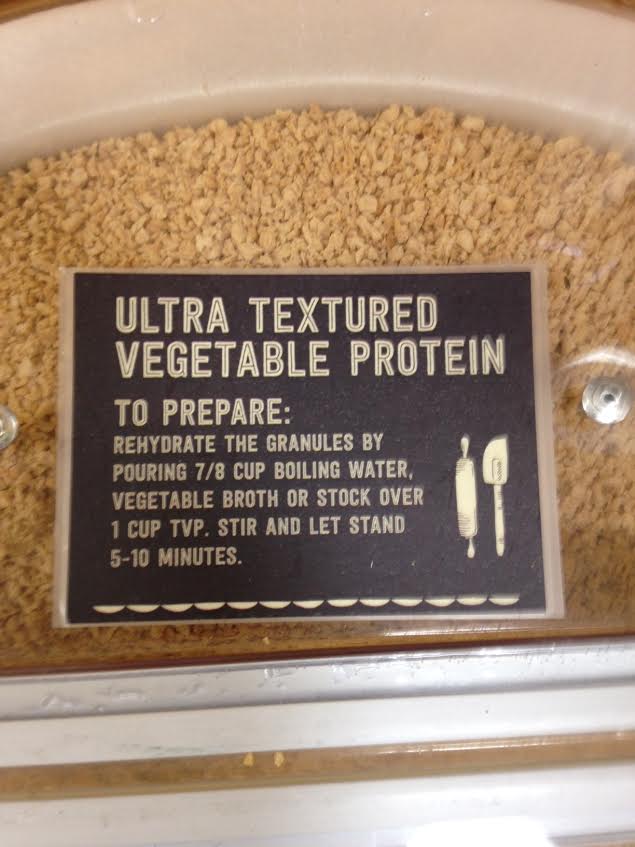 ULTRA TEXTURED
VEGETABLE PROTEIN
TO PREPARE:
REHYDRATE THE GRANULES BY
POURING 7/8 CUP BOILING WATER,
VEGETABLE BROTH OR STOCK OVER
1 CUP TVP. STIR AND LET STAND
5-10 MINUTES.